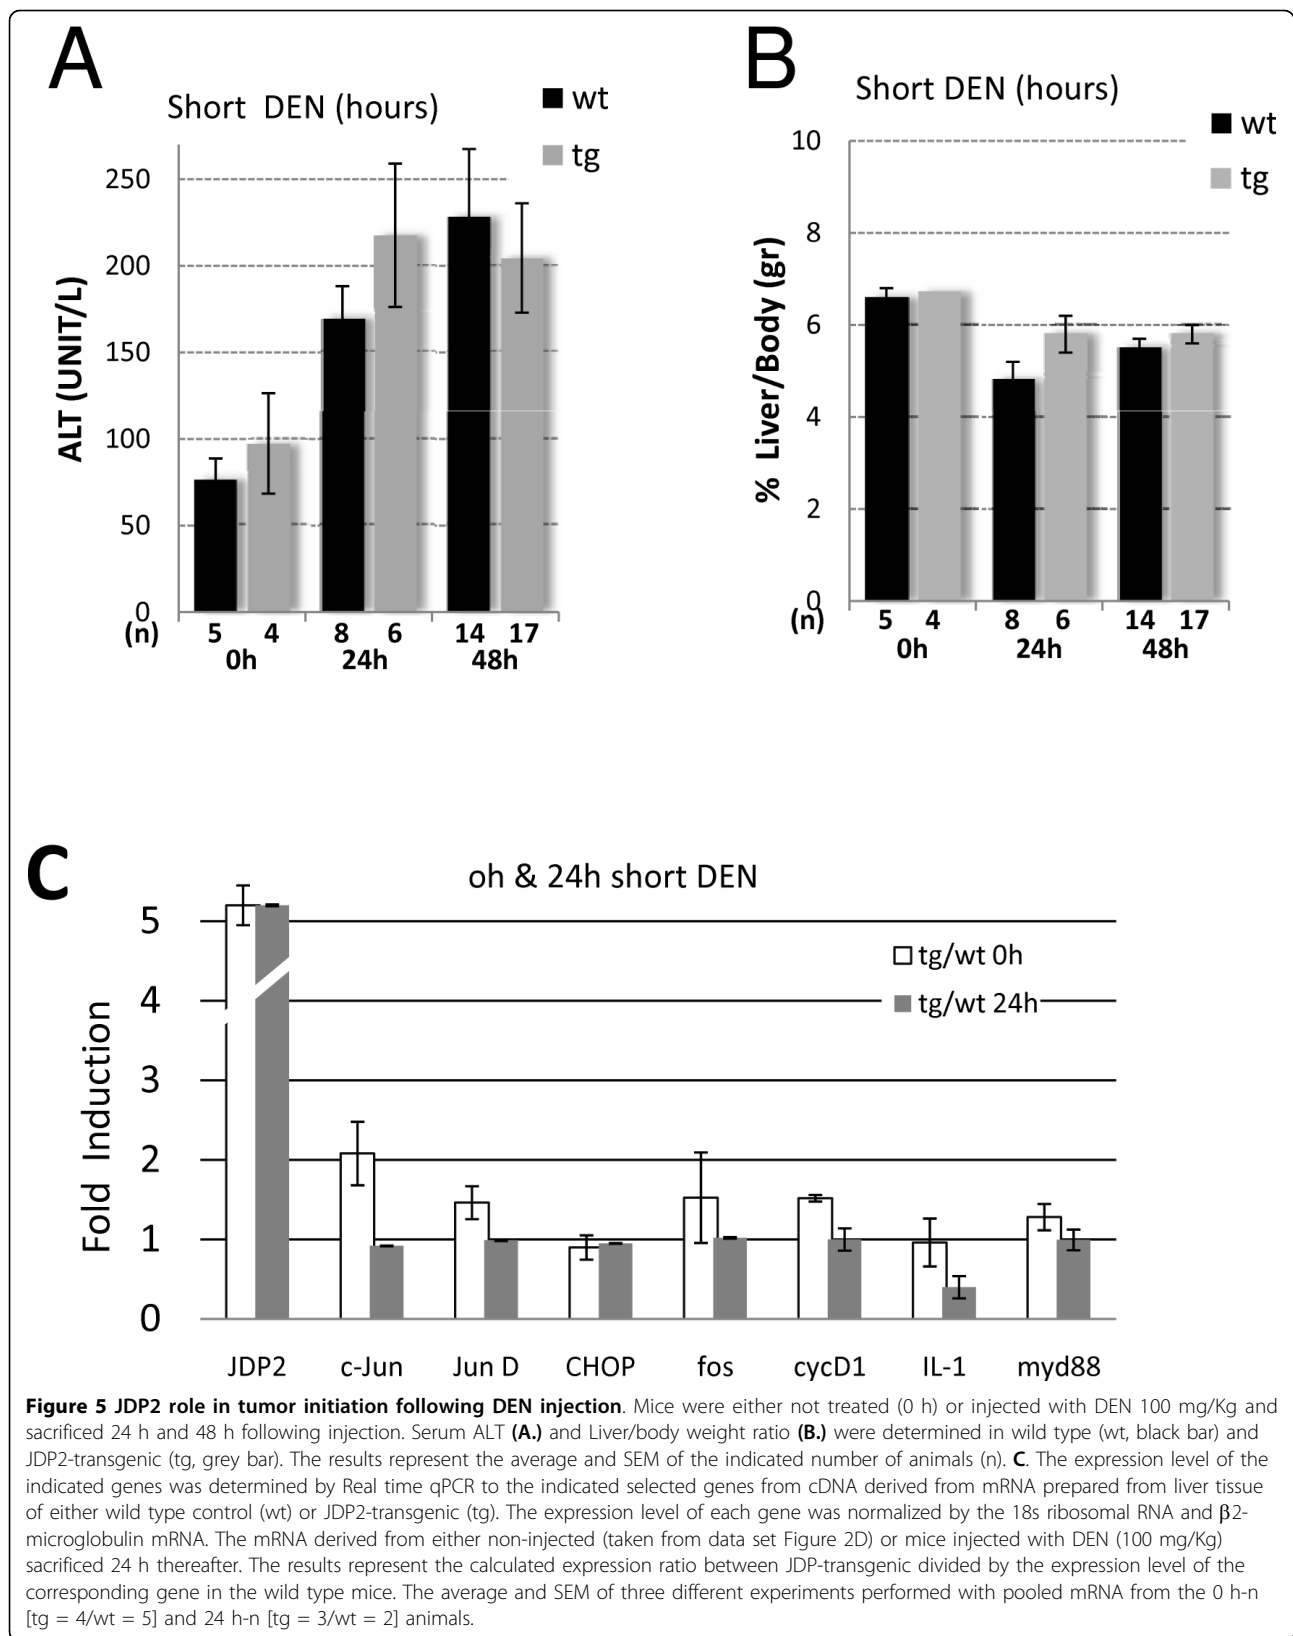 A
Short DEN (hours)
wt
tg
ALT (UNIT/L)
250
200
150
100
50
0
(n)
5 4 8 6 14 17
0h 24h 48h
B
Short DEN (hours)
wt
tg
% Liver/Body (gr)
10
8
6
4
2
0
(n)
5 4 8 6 14 17
0h 24h 48h
C
oh & 24h short DEN
tg/wt 0h
tg/wt 24h
Fold Induction
5
4
3
2
1
0
JDP2 c-Jun Jun D CHOP fos cycD1 IL-1 myd88
Figure 5 JDP2 role in tumor initiation following DEN injection. Mice were either not treated (0 h) or injected with DEN 100 mg/Kg and
sacrificed 24 h and 48 h following injection. Serum ALT (A.) and Liver/body weight ratio (B.) were determined in wild type (wt, black bar) and
JDP2-transgenic (tg, grey bar). The results represent the average and SEM of the indicated number of animals (n). C. The expression level of the
indicated genes was determined by Real time qPCR to the indicated selected genes from cDNA derived from mRNA prepared from liver tissue
of either wild type control (wt) or JDP2-transgenic (tg). The expression level of each gene was normalized by the 18s ribosomal RNA and β2-
microglobulin mRNA. The mRNA derived from either non-injected (taken from data set Figure 2D) or mice injected with DEN (100 mg/Kg)
sacrificed 24 h thereafter. The results represent the calculated expression ratio between JDP-transgenic divided by the expression level of the
corresponding gene in the wild type mice. The average and SEM of three different experiments performed with pooled mRNA from the 0 h-n
[tg = 4/wt = 5] and 24 h-n [tg = 3/wt = 2] animals.